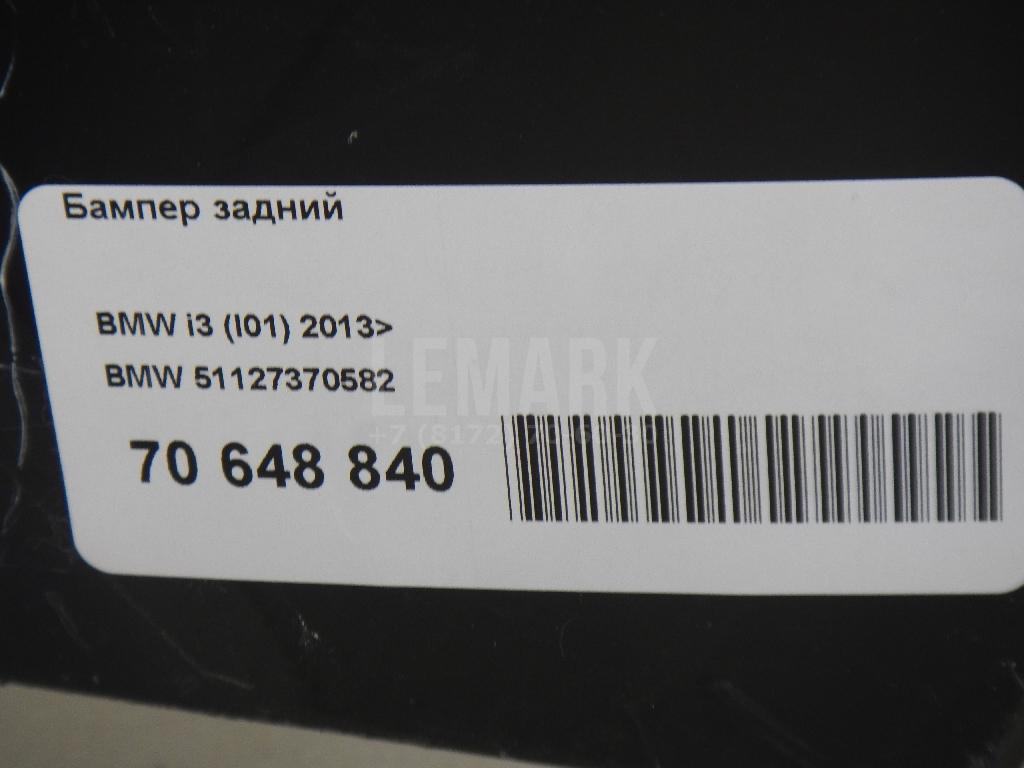 Бампер задний
BMW i3 (I01) 2013>
BMW 51127370582
LEMARK
70 648 840